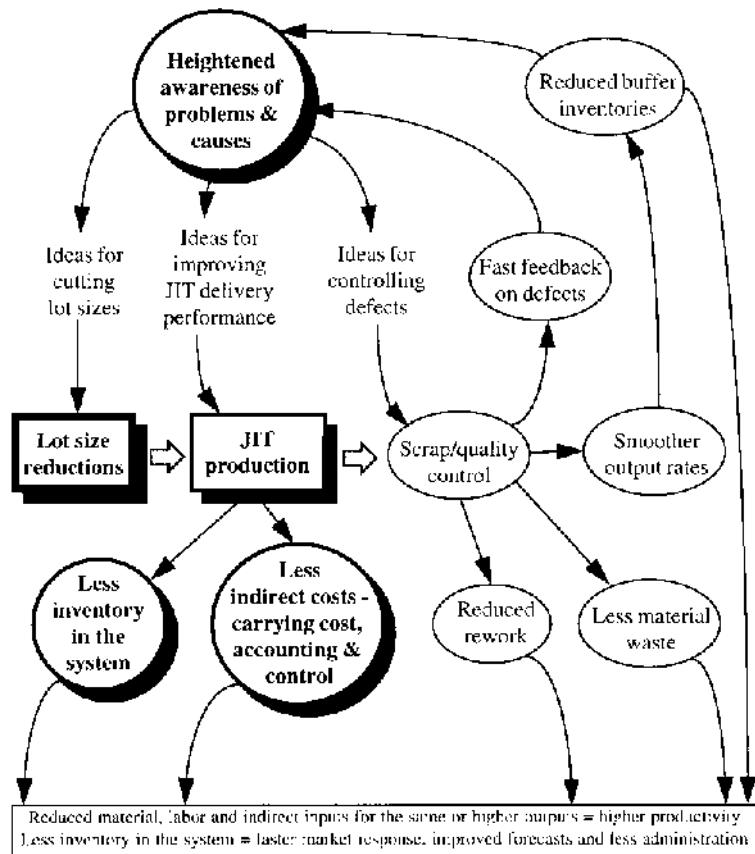 Heightened
awareness of
problems &
causes
Reduced buffer
inventories
Ideas for
cutting
lot sizes
Ideas for
improving
JIT delivery
performance
Ideas for
controlling
defects
Fast feedback
on defects
Lot size
reductions
JIT
production
Scrap/quality
control
Smoother
output rates
Less
inventory
in the
system
Less
indirect costs -
carrying cost,
accounting &
control
Reduced
rework
Less material
waste
Reduced material, labor and indirect inputs for the same or higher outputs = higher productivity
Less inventory in the system = faster market response, improved forecasts and less administration